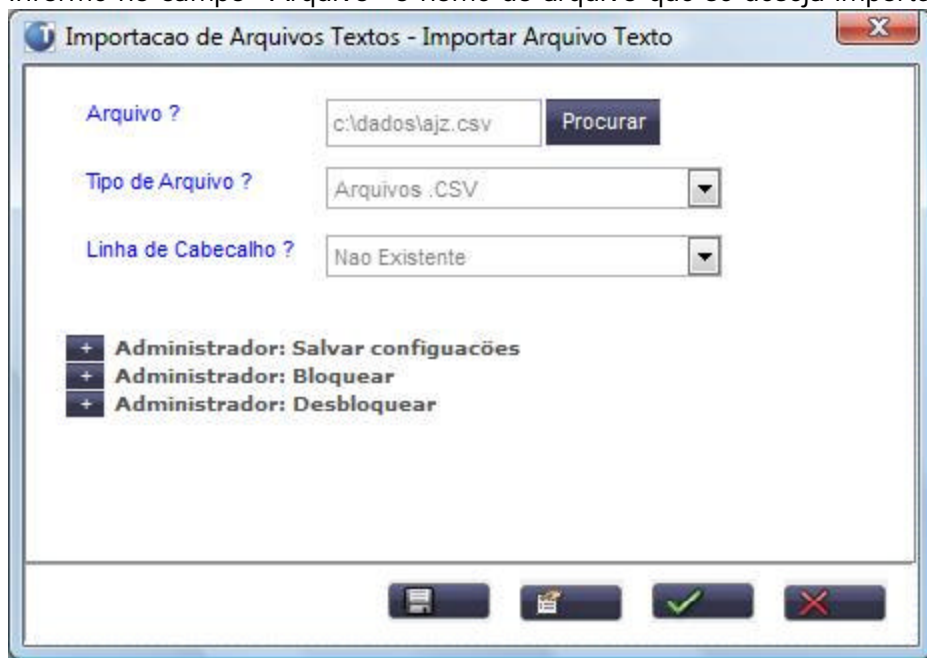 Importacao de Arquivos Textos - Importar Arquivo Texto
Arquivo ?
c:\dados\ajz.csv
Procurar
Tipo de Arquivo ?
Arquivos .CSV
Linha de Cabecalho ?
Nao Existente
+ Administrador: Salvar configuacões
+ Administrador: Bloquear
+ Administrador: Desbloquear